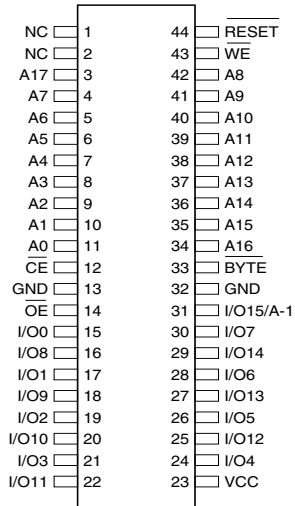 NC 1 44 RESET
NC 2 43 WE
A17 3 42 A8
A7 4 41 A9
A6 5 40 A10
A5 6 39 A11
A4 7 38 A12
A3 8 37 A13
A2 9 36 A14
A1 10 35 A15
A0 11 34 A16
CE 12 33 BYTE
GND 13 32 GND
OE 14 31 I/O15/A-1
I/O0 15 30 I/O7
I/O8 16 29 I/O14
I/O1 17 28 I/O6
I/O9 18 27 I/O13
I/O2 19 26 I/O5
I/O10 20 25 I/O12
I/O3 21 24 I/O4
I/O11 22 23 VCC